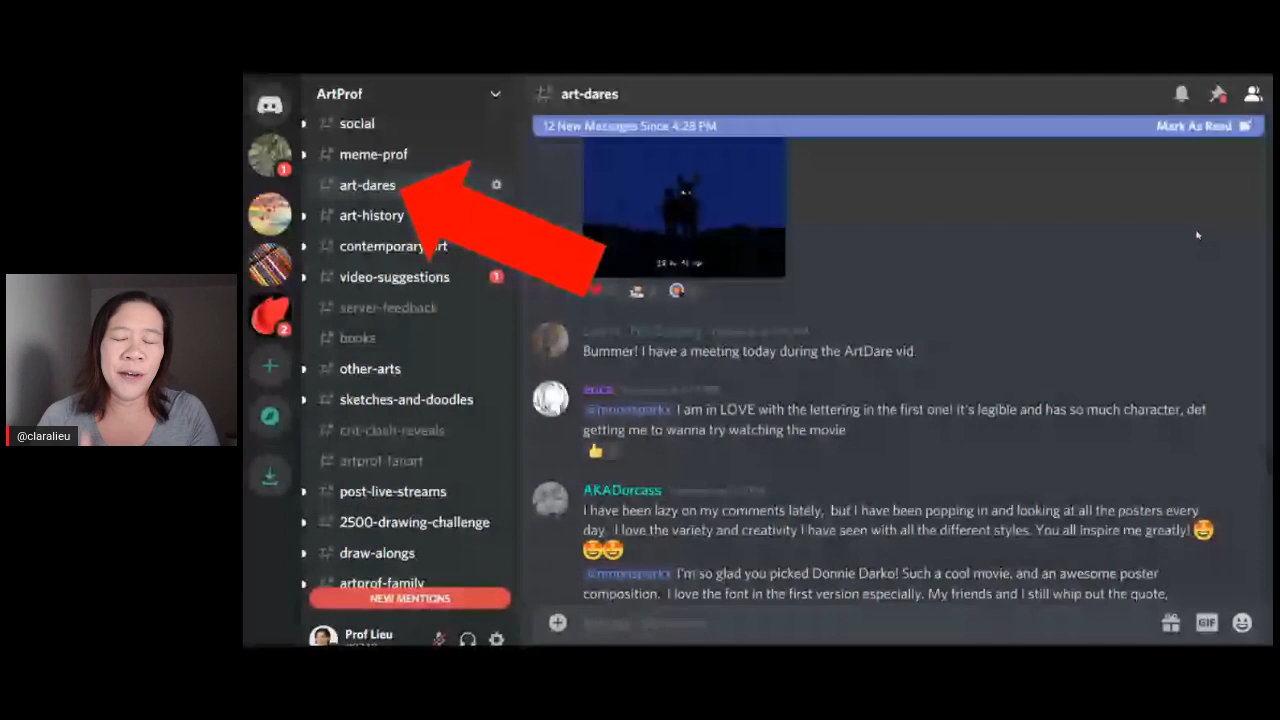 ArtProf
social
meme-prof
art-dares
art-history
contemporary-art
video-suggestions
1
server-feedback
books
other-arts
sketches-and-doodles
crit-clash-reveals
artprof-fanart
post-live-streams
2500-drawing-challenge
draw-alongs
artprof-family
NEW MENTIONS
Prof Lieu
1
2
@claralieu
art-dares
12 New Messages Since 4:23 PM
Mark As Read
Bummer! I have a meeting today during the ArtDare vid
erica
@moonsparkx I am in LOVE with the lettering in the first one! it's legible and has so much character, def
getting me to wanna try watching the movie
AKADorcass
I have been lazy on my comments lately, but I have been popping in and looking at all the posters every
day. I love the variety and creativity I have seen with all the different styles. You all inspire me greatly!
@moonsparkx I'm so glad you picked Donnie Darko! Such a cool movie, and an awesome poster
composition. I love the font in the first version especially. My friends and I still whip out the quote,
GIF